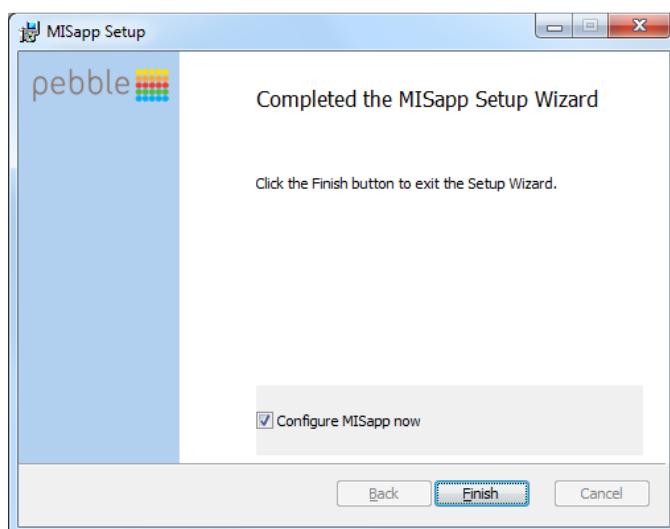 MISapp Setup
pebble
Completed the MISapp Setup Wizard
Click the Finish button to exit the Setup Wizard.
Configure MISapp now
Back Finish Cancel